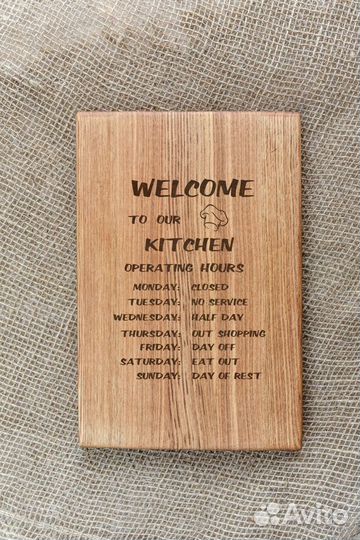 WELCOME
TO OUR
KITCHEN
OPERATING HOURS
MONDAY: CLOSED
TUESDAY: NO SERVICE
WEDNESDAY: HALF DAY
THURSDAY: OUT SHOPPING
FRIDAY: DAY OFF
SATURDAY: EAT OUT
SUNDAY: DAY OF REST
Avito